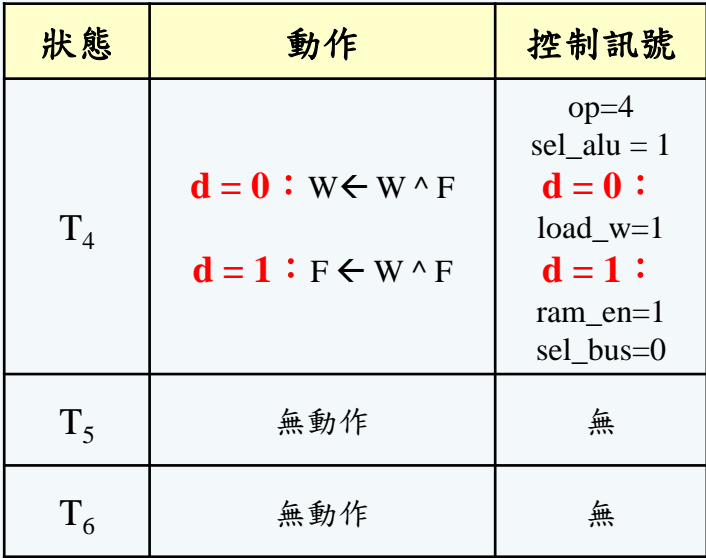 狀態 動作 控制訊號
T₄
d = 0：W← W ^ F
d = 1：F ← W ^ F
op=4
sel_alu = 1
d = 0：
load_w=1
d = 1：
ram_en=1
sel_bus=0
T₅ 無動作 無
T₆ 無動作 無